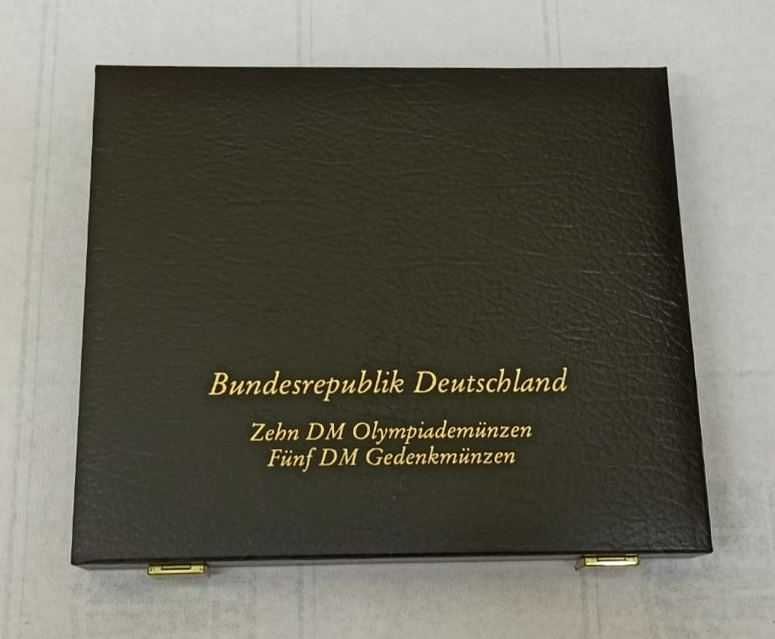 Bundesrepublik Deutschland
Zehn DM Olympiademünzen
Fünf DM Gedenkmünzen